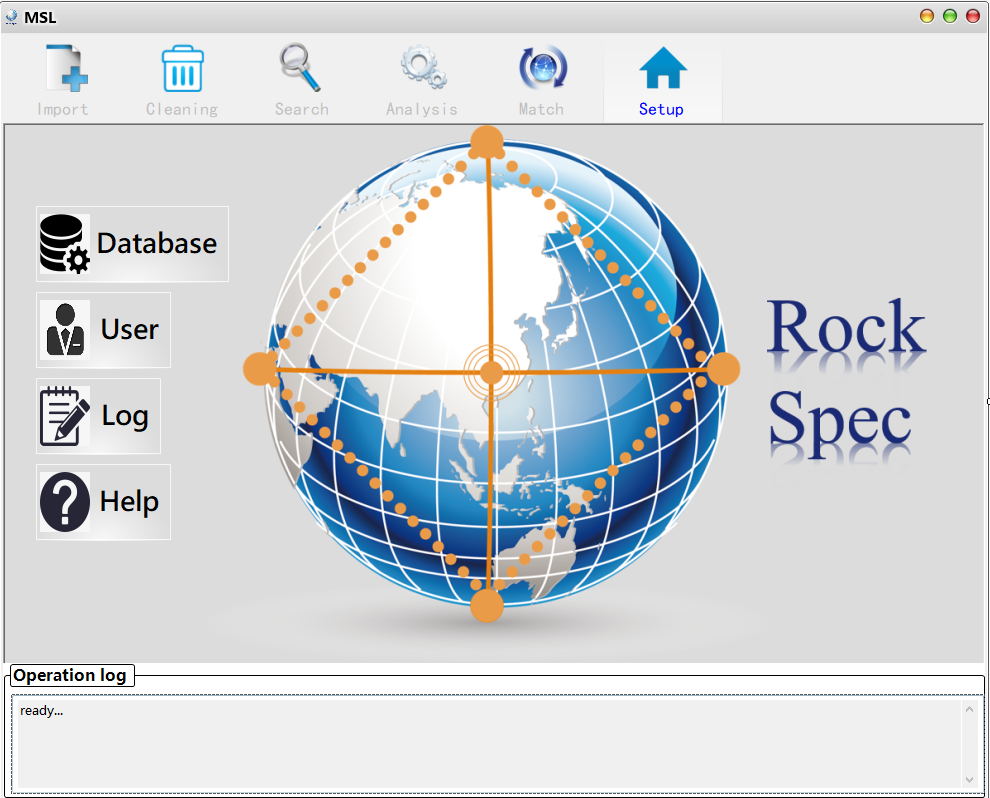 MSL
Import Cleaning Search Analysis Match Setup
Database
User
Log
Help
Rock
Spec
Operation log
ready...